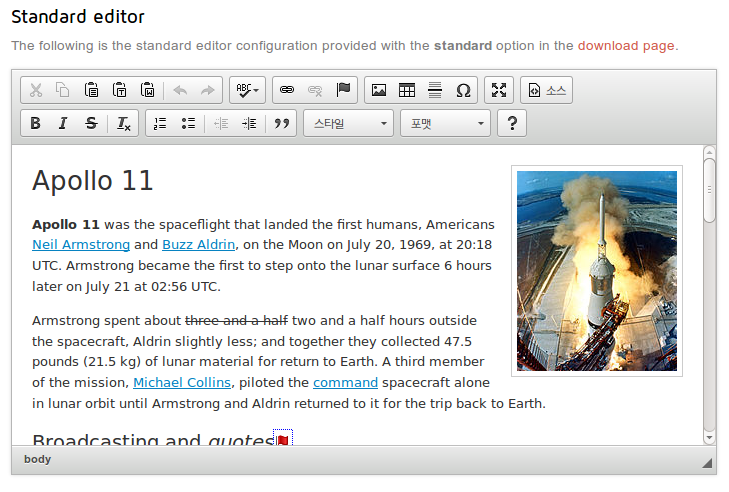 Standard editor
The following is the standard editor configuration provided with the standard option in the download page.
ABC
소스
B I S Tx
스타일
포맷
?
Apollo 11
Apollo 11 was the spaceflight that landed the first humans, Americans
Neil Armstrong and Buzz Aldrin, on the Moon on July 20, 1969, at 20:18
UTC. Armstrong became the first to step onto the lunar surface 6 hours
later on July 21 at 02:56 UTC.
Armstrong spent about three and a half two and a half hours outside
the spacecraft, Aldrin slightly less; and together they collected 47.5
pounds (21.5 kg) of lunar material for return to Earth. A third member
of the mission, Michael Collins, piloted the command spacecraft alone
in lunar orbit until Armstrong and Aldrin returned to it for the trip back to Earth.
Broadcasting and quotes
body